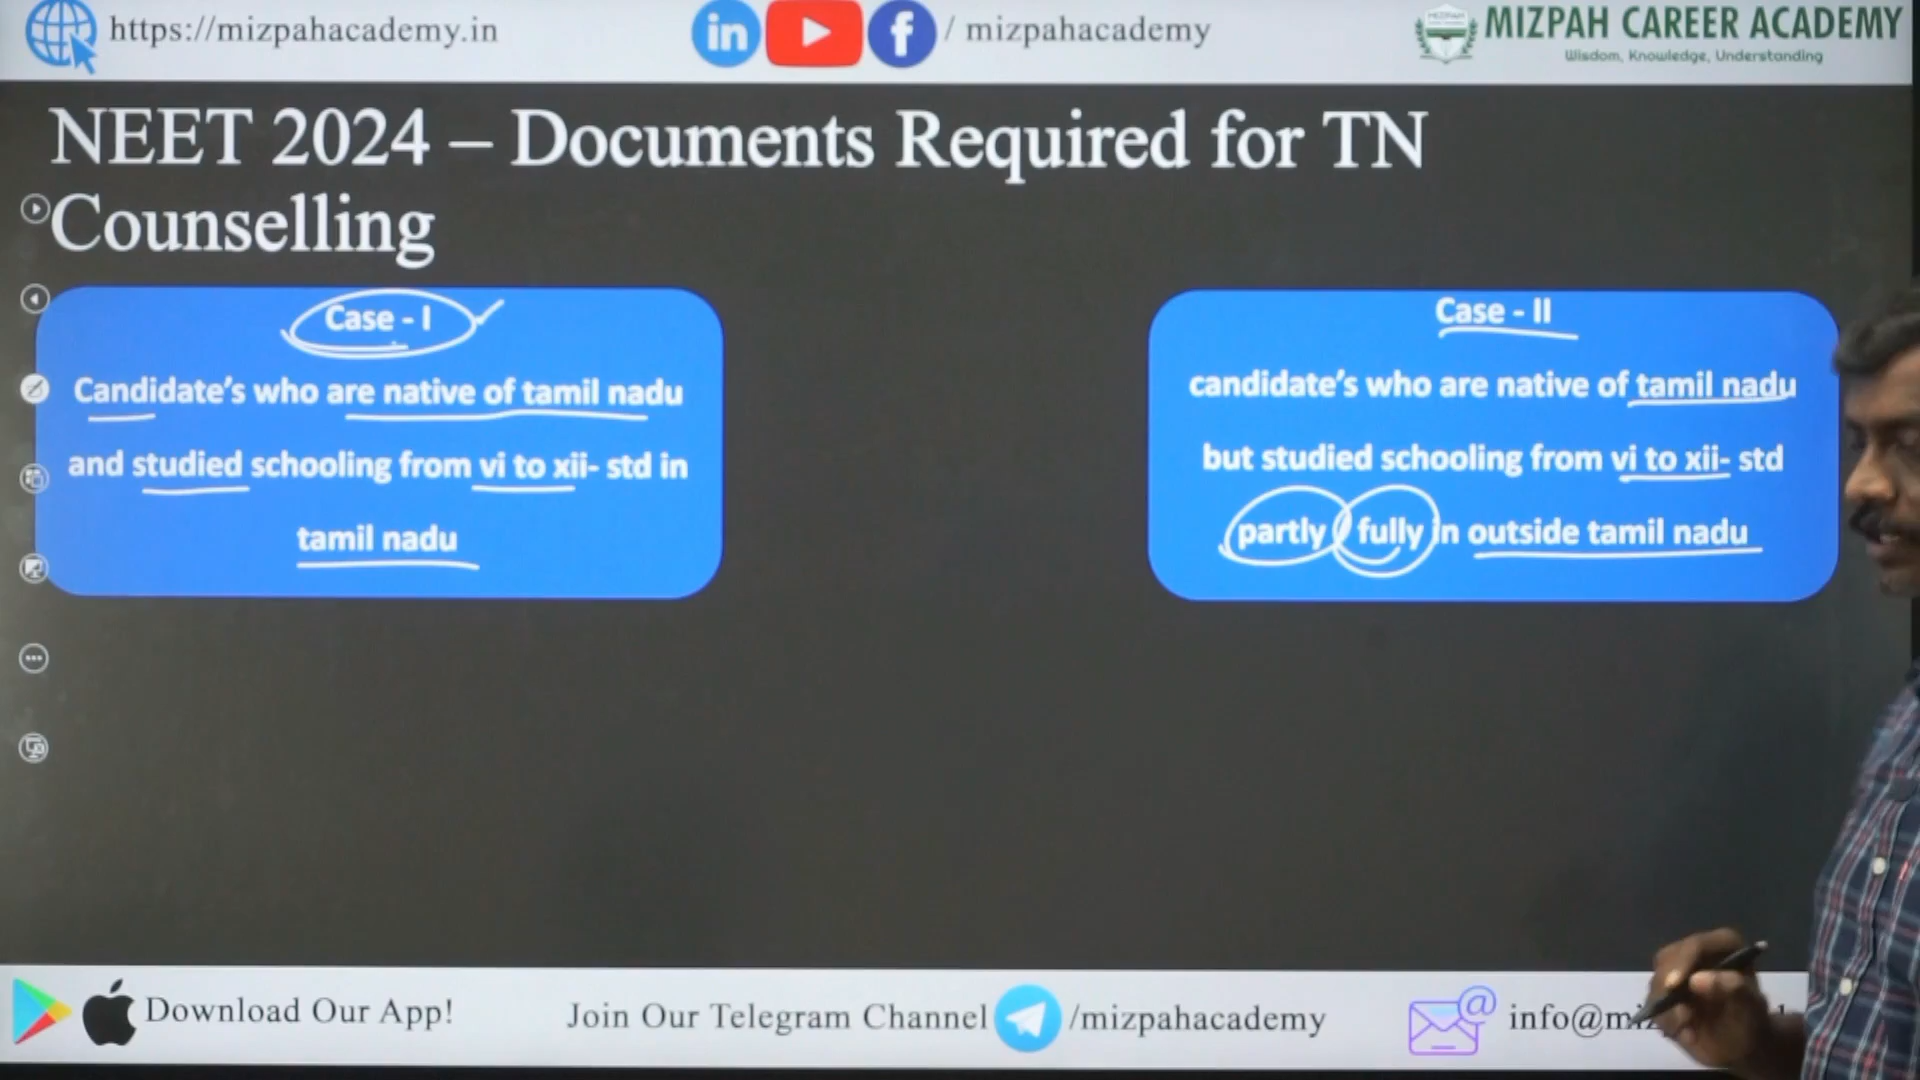 https://mizpahacademy.in
/ mizpahacademy
MIZPAH CAREER ACADEMY
Wisdom, Knowledge, Understanding
NEET 2024 – Documents Required for TN
Counselling
Case - I
Candidate's who are native of tamil nadu
and studied schooling from vi to xii- std in
tamil nadu
Case - II
candidate's who are native of tamil nadu
but studied schooling from vi to xii- std
partly / fully in outside tamil nadu
Download Our App!
Join Our Telegram Channel
/mizpahacademy